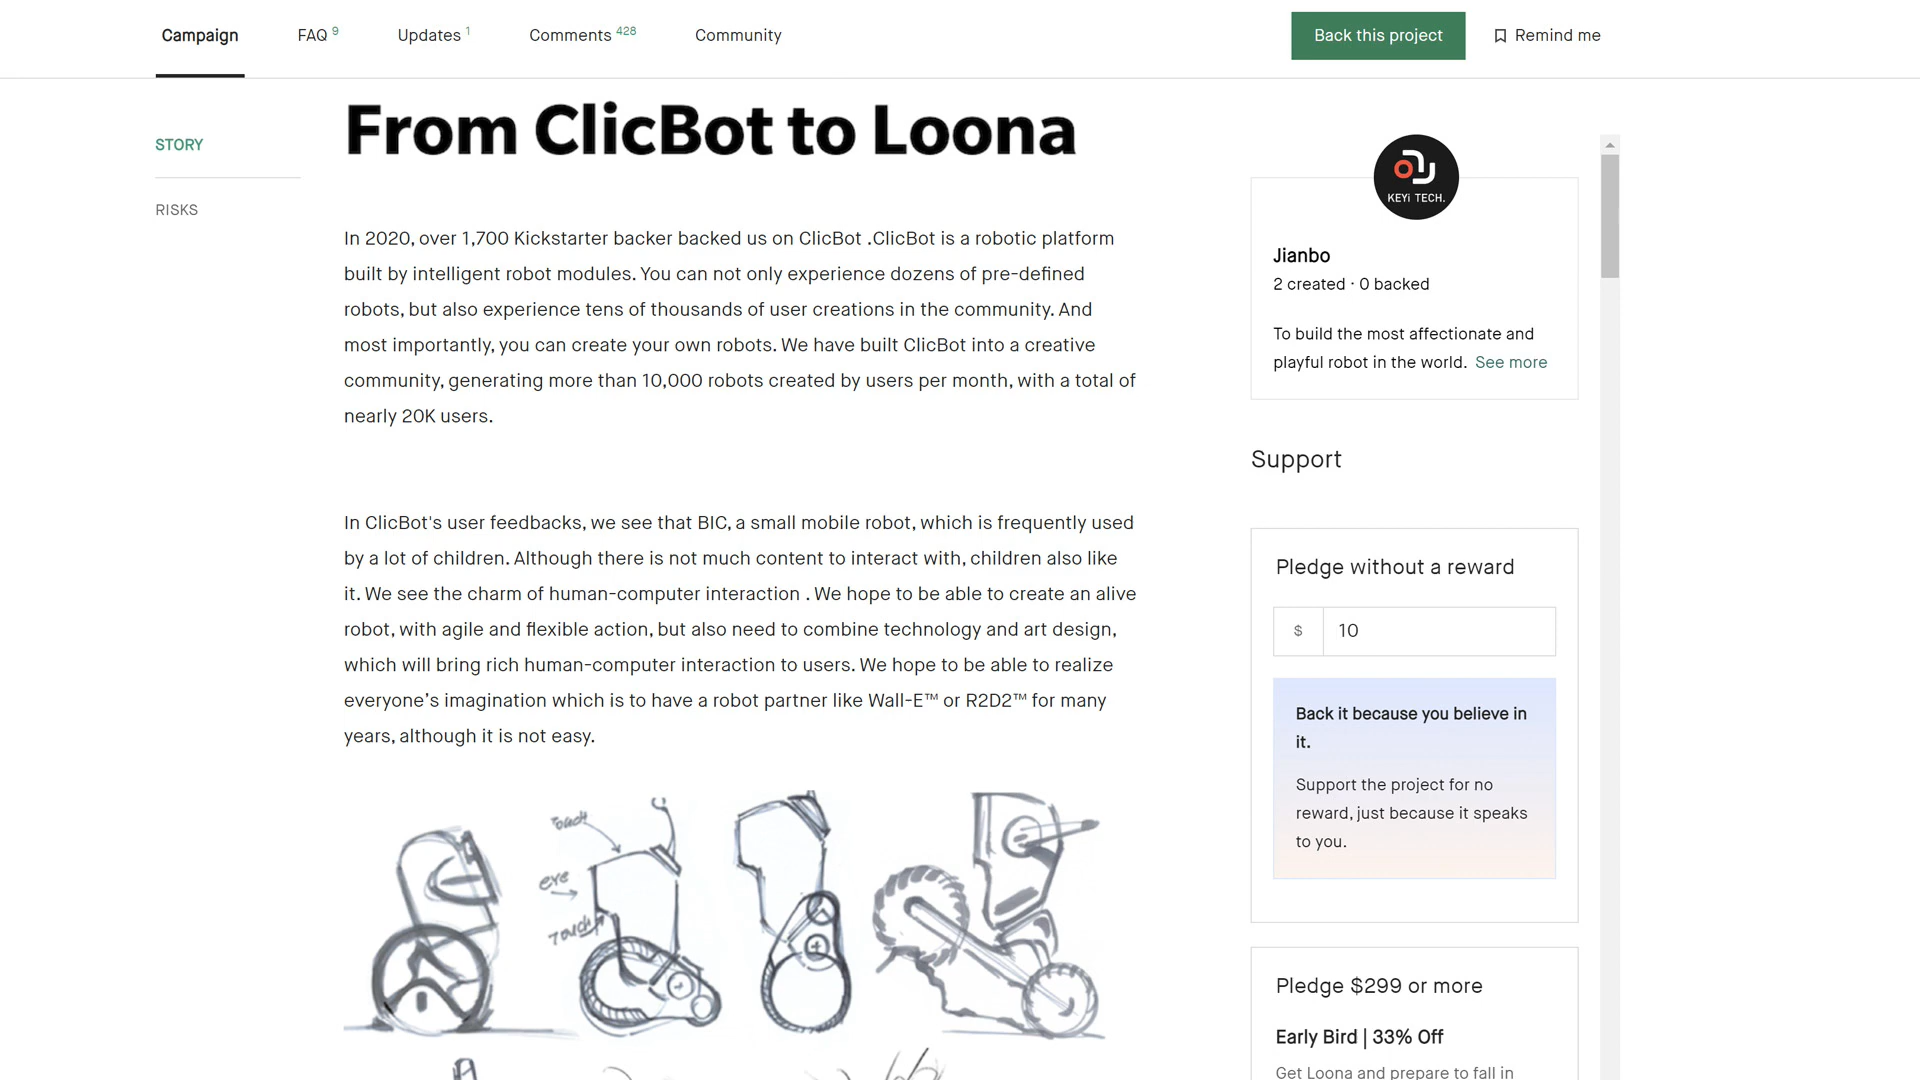 Campaign
FAQ 9
Updates 1
Comments 428
Community
Back this project
Remind me
STORY
RISKS
From ClicBot to Loona
In 2020, over 1,700 Kickstarter backer backed us on ClicBot .ClicBot is a robotic platform
built by intelligent robot modules. You can not only experience dozens of pre-defined
robots, but also experience tens of thousands of user creations in the community. And
most importantly, you can create your own robots. We have built ClicBot into a creative
community, generating more than 10,000 robots created by users per month, with a total of
nearly 20K users.
In ClicBot's user feedbacks, we see that BIC, a small mobile robot, which is frequently used
by a lot of children. Although there is not much content to interact with, children also like
it. We see the charm of human-computer interaction . We hope to be able to create an alive
robot, with agile and flexible action, but also need to combine technology and art design,
which will bring rich human-computer interaction to users. We hope to be able to realize
everyone’s imagination which is to have a robot partner like Wall-E™ or R2D2™ for many
years, although it is not easy.
Touch
eye
Touch
KEYi TECH.
Jianbo
2 created · 0 backed
To build the most affectionate and
playful robot in the world. See more
Support
Pledge without a reward
$ 10
Back it because you believe in
it.
Support the project for no
reward, just because it speaks
to you.
Pledge $299 or more
Early Bird | 33% Off
Get Loona and prepare to fall in